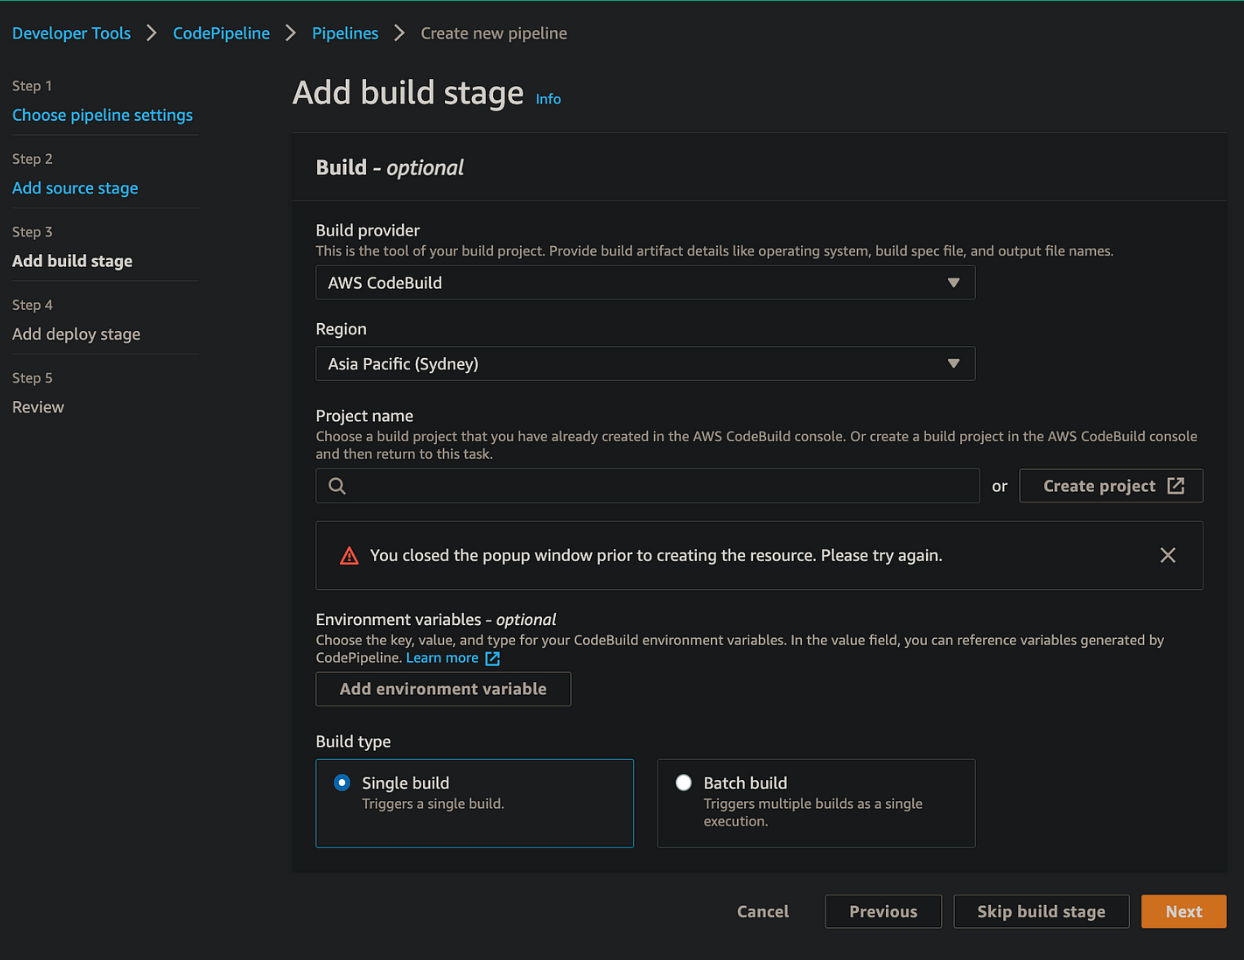 Developer Tools > CodePipeline > Pipelines > Create new pipeline
Step 1
Choose pipeline settings
Step 2
Add source stage
Step 3
Add build stage
Step 4
Add deploy stage
Step 5
Review
Add build stage Info
Build - optional
Build provider
This is the tool of your build project. Provide build artifact details like operating system, build spec file, and output file names.
AWS CodeBuild
Region
Asia Pacific (Sydney)
Project name
Choose a build project that you have already created in the AWS CodeBuild console. Or create a build project in the AWS CodeBuild console
and then return to this task.
or Create project
You closed the popup window prior to creating the resource. Please try again.
Environment variables - optional
Choose the key, value, and type for your CodeBuild environment variables. In the value field, you can reference variables generated by
CodePipeline. Learn more
Add environment variable
Build type
Single build
Triggers a single build.
Batch build
Triggers multiple builds as a single
execution.
Cancel Previous Skip build stage Next